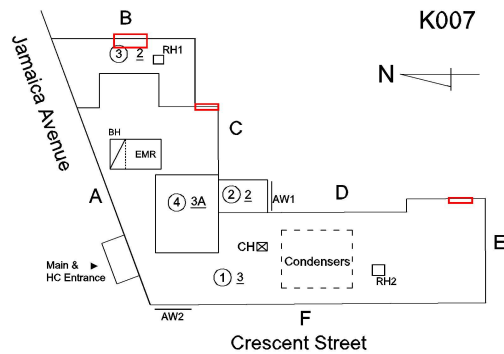 K007
B
3 2
RH1
N
Jamaica Avenue
C
BH
EMR
A
4 3A
2 2
AW1
D
E
CH
Condensers
Main &
HC Entrance
1 3
RH2
AW2
F
Crescent Street